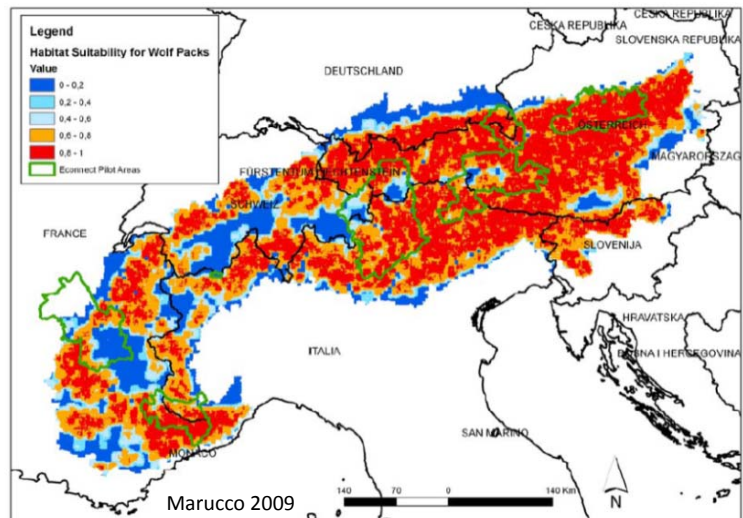 Legend
Habitat Suitability for Wolf Packs
Value
0 - 0,2
0,2 - 0,4
0,4 - 0,6
0,6 - 0,8
0,8 - 1
Econnect Pilot Areas
CESKA REPUBLIKA
CESKA REPUBLIKA
SLOVENSKA REPUBLIKA
DEUTSCHLAND
ÖSTERREICH
MAGYARORSZAG
FÜRSTENTUM LIECHTENSTEIN
SCHWEIZ
FRANCE
SLOVENIJA
HRAVATSKA
ITALIA
BOSNA I HERCEGOVINA
SAN MARINO
MONACO
Marucco 2009
140 70 0 140 Km
N